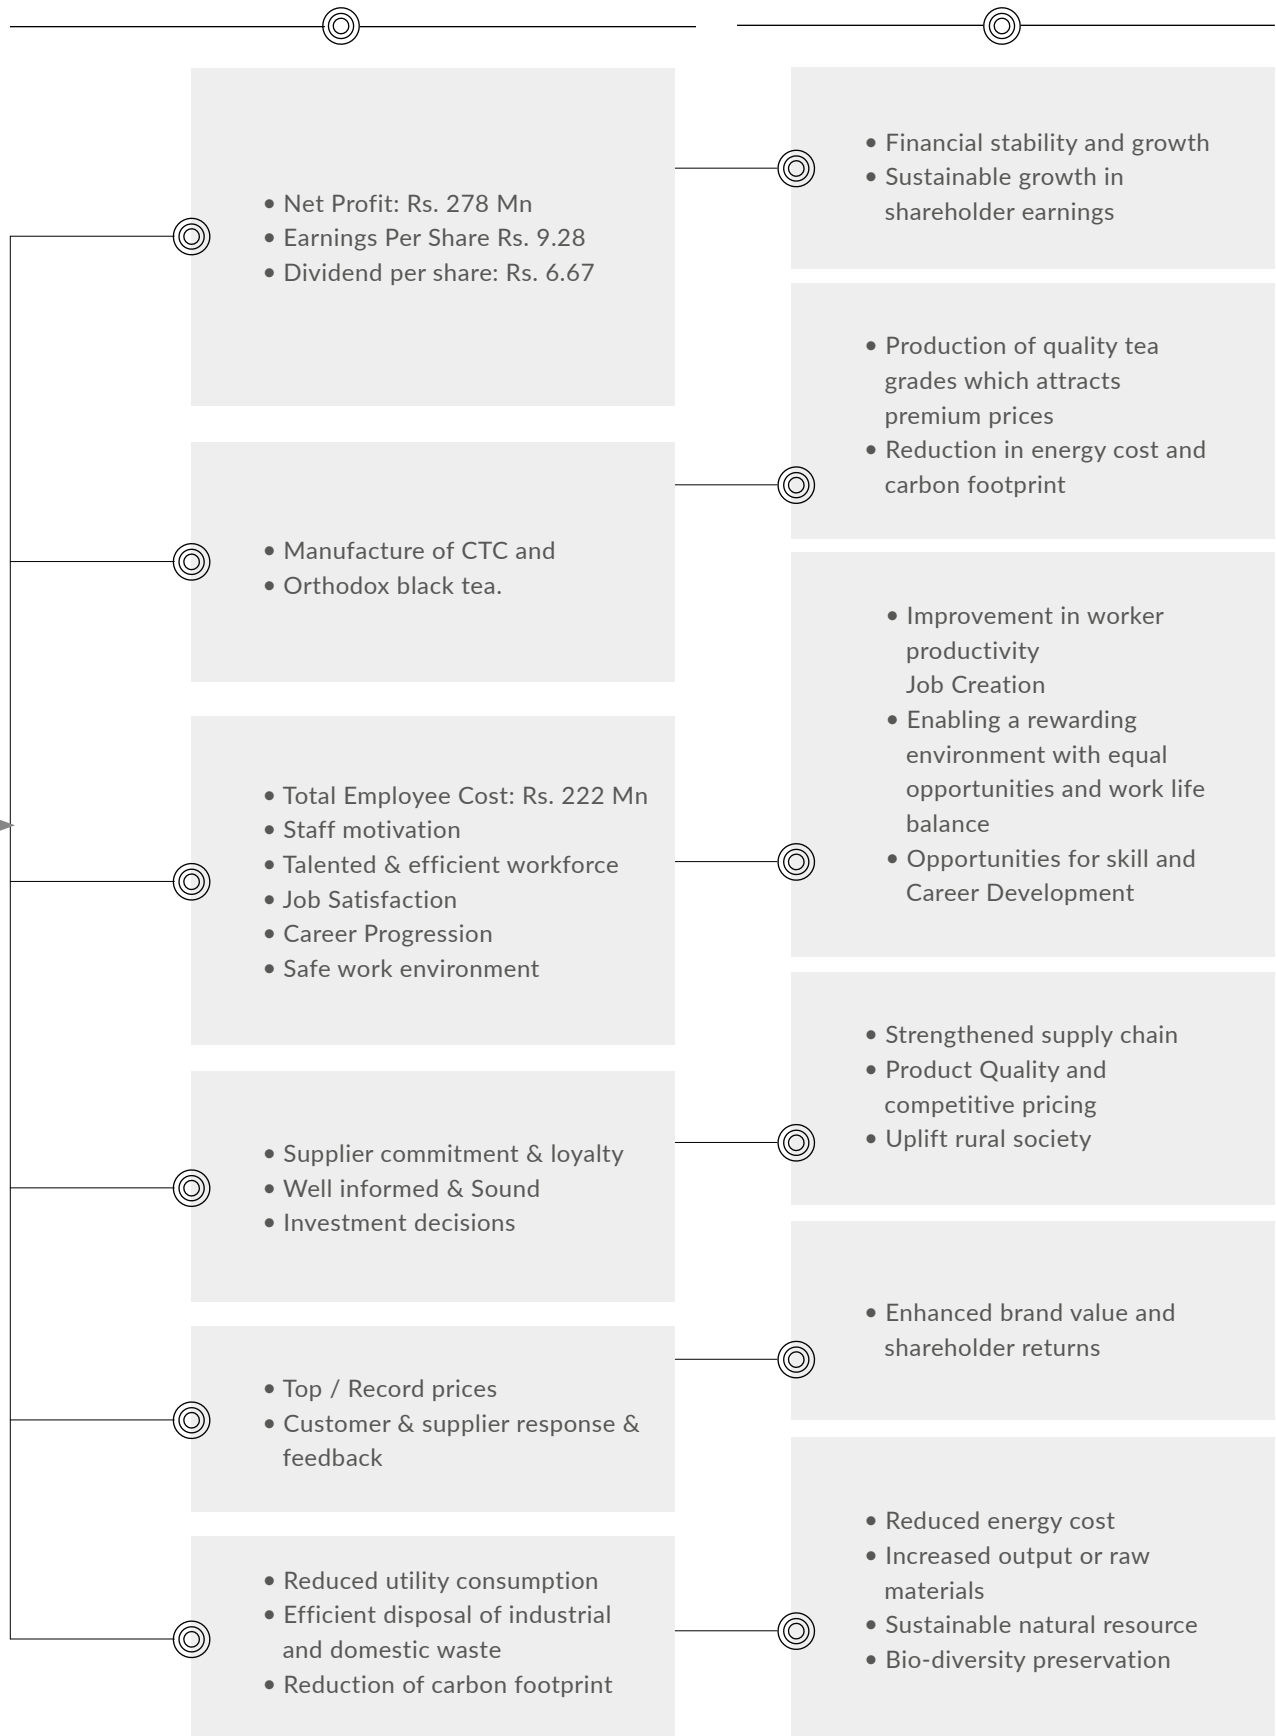 • Net Profit: Rs. 278 Mn
• Earnings Per Share Rs. 9.28
• Dividend per share: Rs. 6.67
• Financial stability and growth
• Sustainable growth in
shareholder earnings
• Manufacture of CTC and
• Orthodox black tea.
• Production of quality tea
grades which attracts
premium prices
• Reduction in energy cost and
carbon footprint
• Total Employee Cost: Rs. 222 Mn
• Staff motivation
• Talented & efficient workforce
• Job Satisfaction
• Career Progression
• Safe work environment
• Improvement in worker
productivity
Job Creation
• Enabling a rewarding
environment with equal
opportunities and work life
balance
• Opportunities for skill and
Career Development
• Supplier commitment & loyalty
• Well informed & Sound
• Investment decisions
• Strengthened supply chain
• Product Quality and
competitive pricing
• Uplift rural society
• Top / Record prices
• Customer & supplier response &
feedback
• Enhanced brand value and
shareholder returns
• Reduced utility consumption
• Efficient disposal of industrial
and domestic waste
• Reduction of carbon footprint
• Reduced energy cost
• Increased output or raw
materials
• Sustainable natural resource
• Bio-diversity preservation